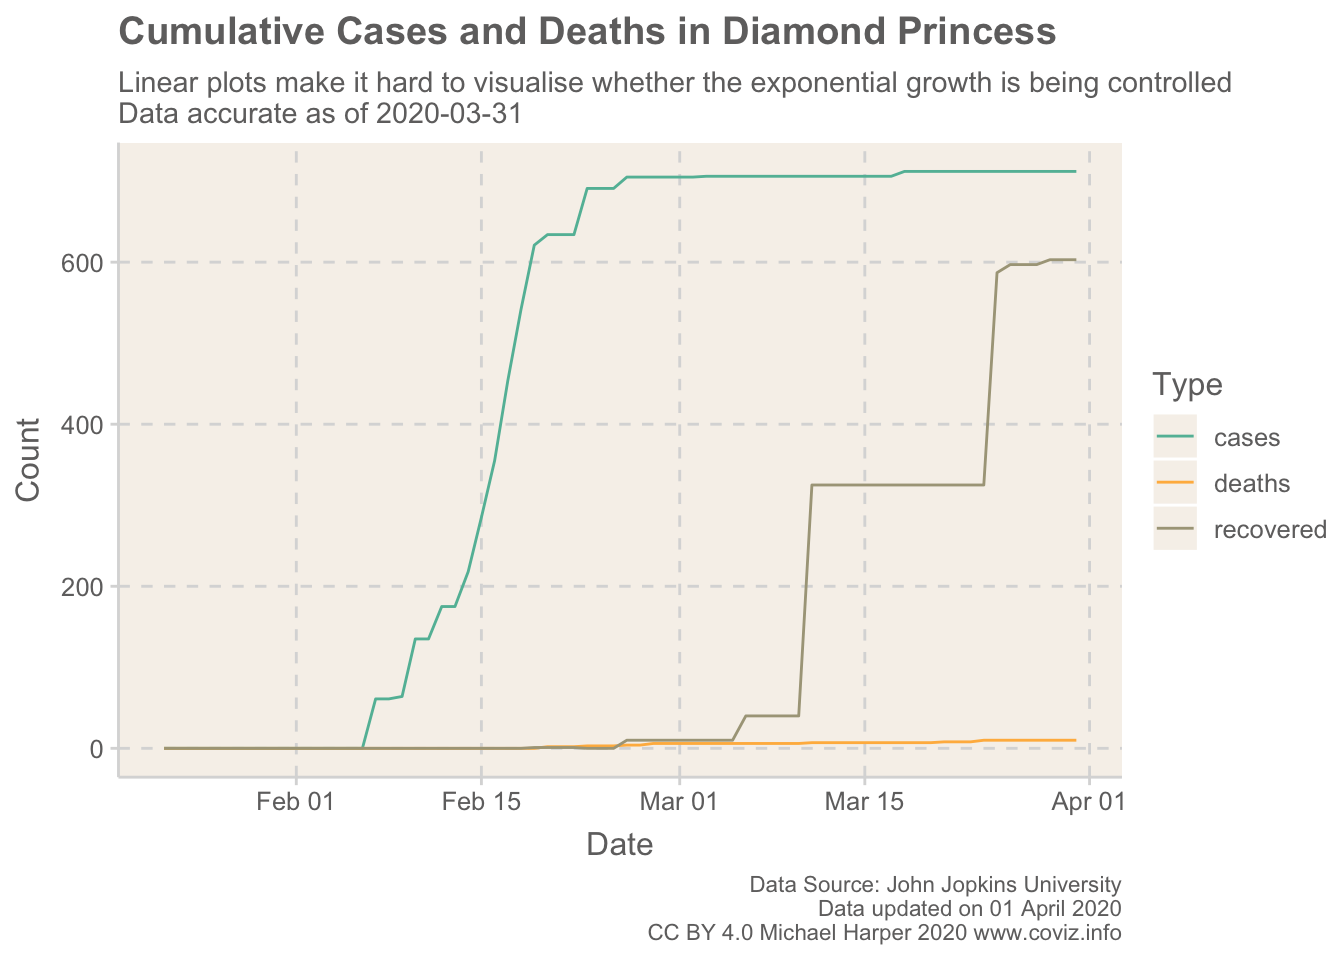 Cumulative Cases and Deaths in Diamond Princess
Linear plots make it hard to visualise whether the exponential growth is being controlled
Data accurate as of 2020-03-31
Count
600
400
200
0
Feb 01
Feb 15
Mar 01
Mar 15
Apr 01
Date
Type
cases
deaths
recovered
Data Source: John Jopkins University
Data updated on 01 April 2020
CC BY 4.0 Michael Harper 2020 www.coviz.info